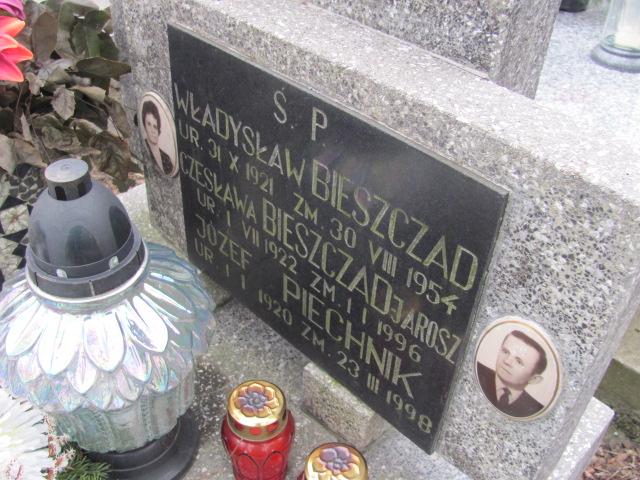 Ś. P.
WŁADYSŁAW BIESZCZAD
UR. 31 X 1921 ZM. 30 VIII 1954
CZESŁAWA BIESZCZAD JAROSZ
UR. 1 VII 1922 ZM. 1 I 1996
JÓZEF PIECHNIK
UR. 1 I 1920 ZM. 23 III 1998